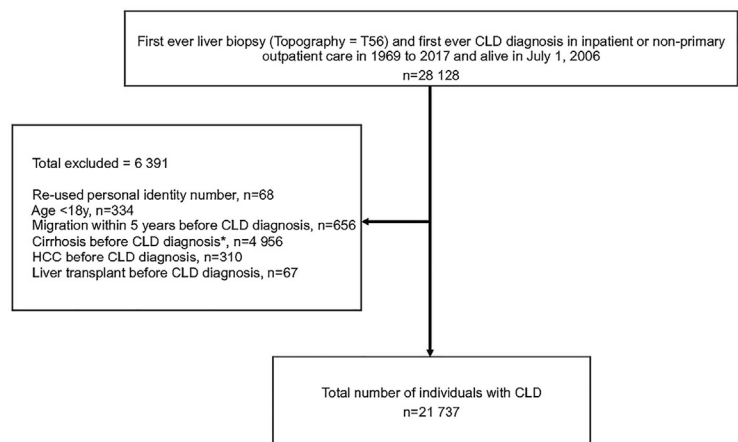 First ever liver biopsy (Topography = T56) and first ever CLD diagnosis in inpatient or non-primary
outpatient care in 1969 to 2017 and alive in July 1, 2006
n=28 128
Total excluded = 6 391
Re-used personal identity number, n=68
Age <18y, n=334
Migration within 5 years before CLD diagnosis, n=656
Cirrhosis before CLD diagnosis*, n=4 956
HCC before CLD diagnosis, n=310
Liver transplant before CLD diagnosis, n=67
Total number of individuals with CLD
n=21 737